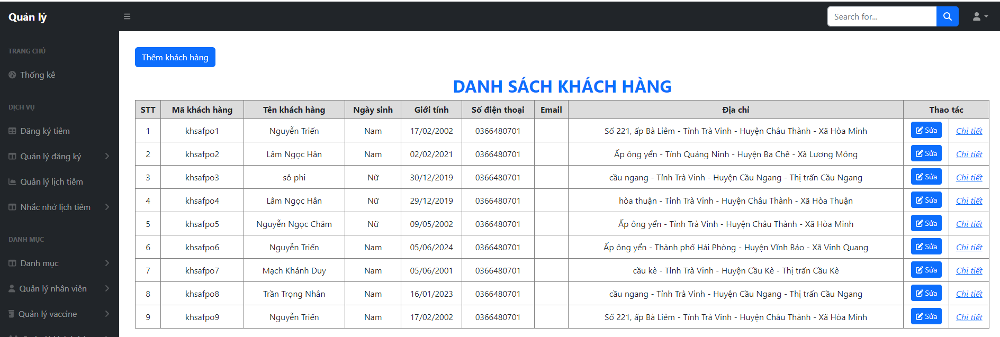 Quản lý
Search for...
TRANG CHỦ
Thống kê
DỊCH VỤ
Đăng ký tiêm
Quản lý đăng ký
Quản lý lịch tiêm
Nhắc nhở lịch tiêm
DANH MỤC
Danh mục
Quản lý nhân viên
Quản lý vaccine
Thêm khách hàng
DANH SÁCH KHÁCH HÀNG
STT Mã khách hàng Tên khách hàng Ngày sinh Giới tính Số điện thoại Email Địa chỉ Thao tác
1 khsafpo1 Nguyễn Triến Nam 17/02/2002 0366480701 Số 221, ấp Bà Liêm - Tỉnh Trà Vinh - Huyện Châu Thành - Xã Hòa Minh Sửa Chi tiết
2 khsafpo2 Lâm Ngọc Hân Nam 02/02/2021 0366480701 Ấp ông yển - Tỉnh Quảng Ninh - Huyện Ba Chẽ - Xã Lương Mông Sửa Chi tiết
3 khsafpo3 sô phi Nữ 30/12/2019 0366480701 cầu ngang - Tỉnh Trà Vinh - Huyện Cầu Ngang - Thị trấn Cầu Ngang Sửa Chi tiết
4 khsafpo4 Lâm Ngọc Hân Nữ 29/12/2019 0366480701 hòa thuận - Tỉnh Trà Vinh - Huyện Châu Thành - Xã Hòa Thuận Sửa Chi tiết
5 khsafpo5 Nguyễn Ngọc Chăm Nữ 09/05/2002 0366480701 Ấp ông yển - Tỉnh Trà Vinh - Huyện Châu Thành - Xã Hòa Minh Sửa Chi tiết
6 khsafpo6 Nguyễn Triến Nam 05/06/2024 0366480701 Ấp ông yển - Thành phố Hải Phòng - Huyện Vĩnh Bảo - Xã Vinh Quang Sửa Chi tiết
7 khsafpo7 Mạch Khánh Duy Nam 05/06/2001 0366480701 cầu kè - Tỉnh Trà Vinh - Huyện Cầu Kè - Thị trấn Cầu Kè Sửa Chi tiết
8 khsafpo8 Trần Trọng Nhân Nam 16/01/2023 0366480701 cầu ngang - Tỉnh Trà Vinh - Huyện Cầu Ngang - Thị trấn Cầu Ngang Sửa Chi tiết
9 khsafpo9 Nguyễn Triến Nam 17/02/2002 0366480701 Số 221, ấp Bà Liêm - Tỉnh Trà Vinh - Huyện Châu Thành - Xã Hòa Minh Sửa Chi tiết